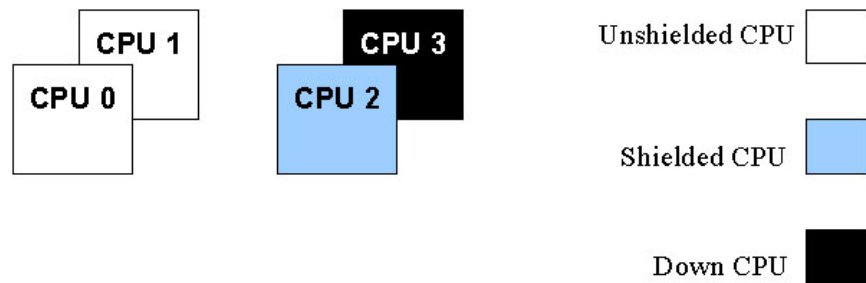 CPU 1
CPU 0
CPU 3
CPU 2
Unshielded CPU
Shielded CPU
Down CPU